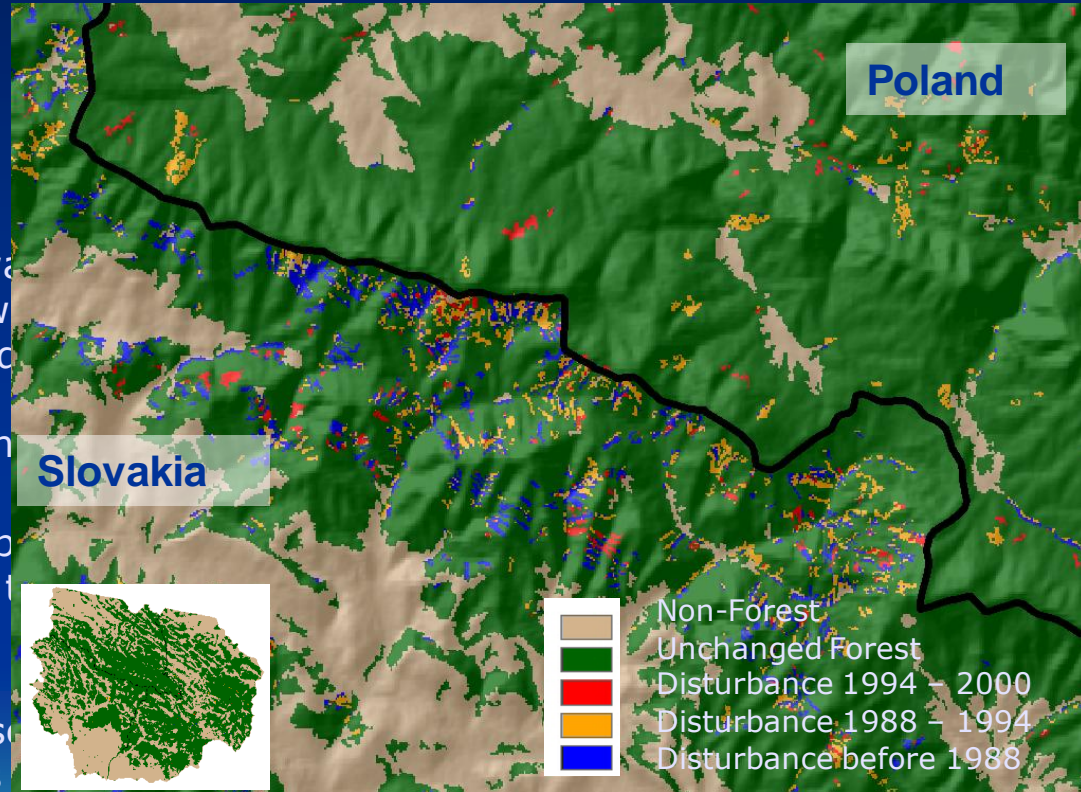 Poland
Slovakia
Non-Forest
Unchanged Forest
Disturbance 1994 – 2000
Disturbance 1988 – 1994
Disturbance before 1988